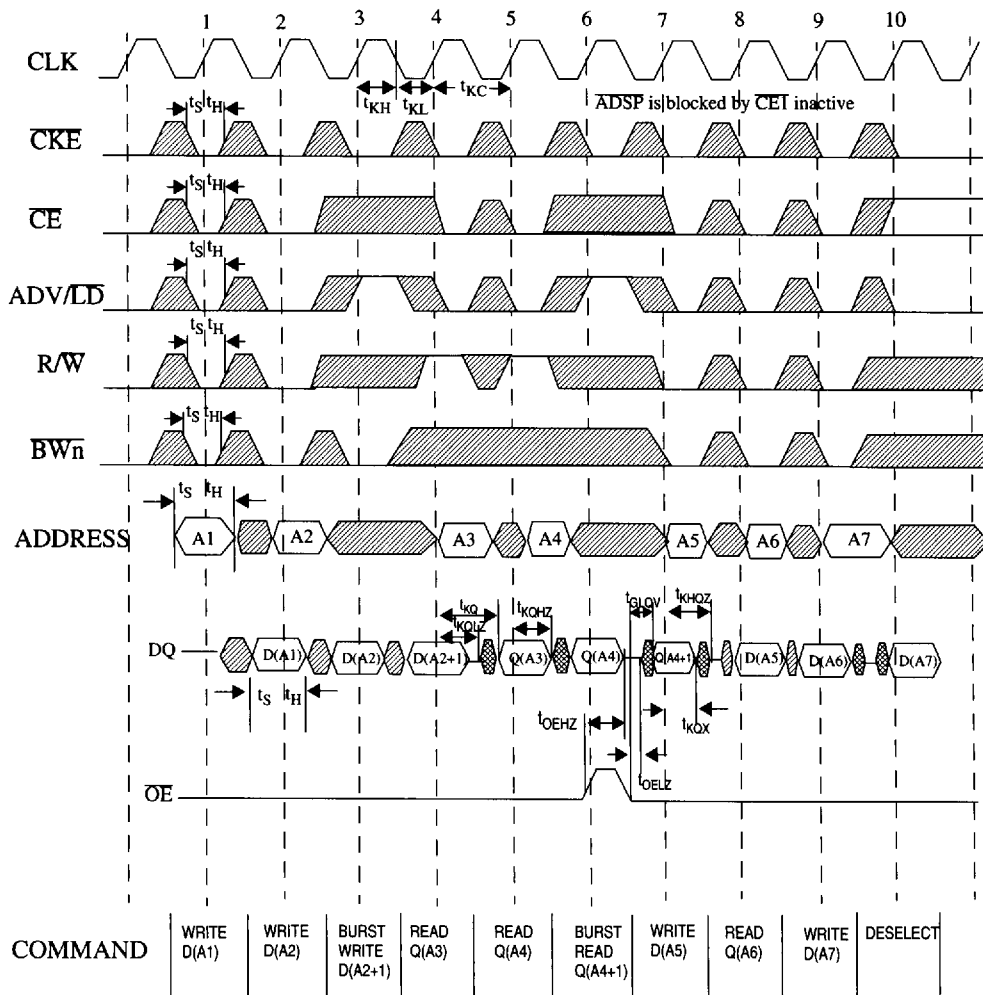 1 2 3 4 5 6 7 8 9 10
CLK
tKH tKL tKC
ADSP is blocked by CE1 inactive
CKE
tS tH
CE
tS tH
ADV/LD
tS tH
R/W
tS tH
BWn
tS tH
ADDRESS
tS tH
A1 A2 A3 A4 A5 A6 A7
tKQ tKQHZ tGLQV tKHQZ
tKQLZ
DQ
D(A1) D(A2) D(A2+1) Q(A3) Q(A4) Q(A4+1) D(A5) D(A6) D(A7)
tS tH
tOEHZ tKQX
tOELZ
OE
COMMAND
WRITE D(A1)
WRITE D(A2)
BURST WRITE D(A2+1)
READ Q(A3)
READ Q(A4)
BURST READ Q(A4+1)
WRITE D(A5)
READ Q(A6)
WRITE D(A7)
DESELECT